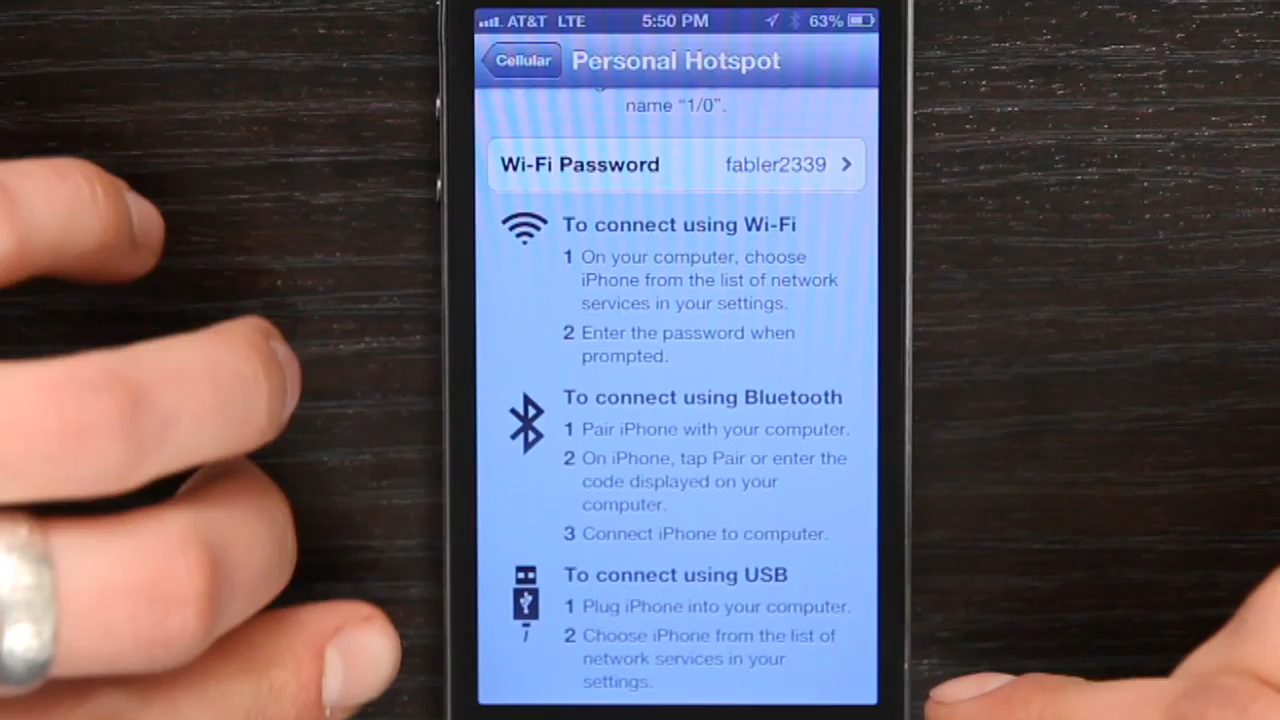 AT&T LTE 5:50 PM 63%
Cellular Personal Hotspot
name “1/0”.
Wi-Fi Password fabler2339
To connect using Wi-Fi
1 On your computer, choose
iPhone from the list of network
services in your settings.
2 Enter the password when
prompted.
To connect using Bluetooth
1 Pair iPhone with your computer.
2 On iPhone, tap Pair or enter the
code displayed on your
computer.
3 Connect iPhone to computer.
To connect using USB
1 Plug iPhone into your computer.
2 Choose iPhone from the list of
network services in your
settings.